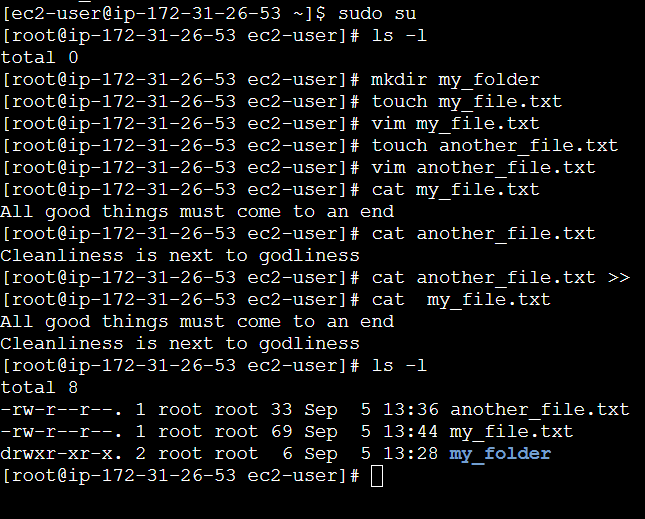 [ec2-user@ip-172-31-26-53 ~]$ sudo su
[root@ip-172-31-26-53 ec2-user]# ls -l
total 0
[root@ip-172-31-26-53 ec2-user]# mkdir my_folder
[root@ip-172-31-26-53 ec2-user]# touch my_file.txt
[root@ip-172-31-26-53 ec2-user]# vim my_file.txt
[root@ip-172-31-26-53 ec2-user]# touch another_file.txt
[root@ip-172-31-26-53 ec2-user]# vim another_file.txt
[root@ip-172-31-26-53 ec2-user]# cat my_file.txt
All good things must come to an end
[root@ip-172-31-26-53 ec2-user]# cat another_file.txt
Cleanliness is next to godliness
[root@ip-172-31-26-53 ec2-user]# cat another_file.txt >>
[root@ip-172-31-26-53 ec2-user]# cat  my_file.txt
All good things must come to an end
Cleanliness is next to godliness
[root@ip-172-31-26-53 ec2-user]# ls -l
total 8
-rw-r--r--. 1 root root 33 Sep  5 13:36 another_file.txt
-rw-r--r--. 1 root root 69 Sep  5 13:44 my_file.txt
drwxr-xr-x. 2 root root  6 Sep  5 13:28 my_folder
[root@ip-172-31-26-53 ec2-user]#